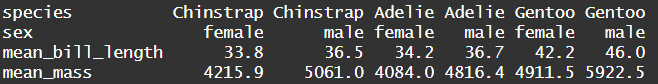 species Chinstrap Chinstrap Adelie Adelie Gentoo Gentoo
sex female male female male female male
mean_bill_length 33.8 36.5 34.2 36.7 42.2 46.0
mean_mass 4215.9 5061.0 4084.0 4816.4 4911.5 5922.5